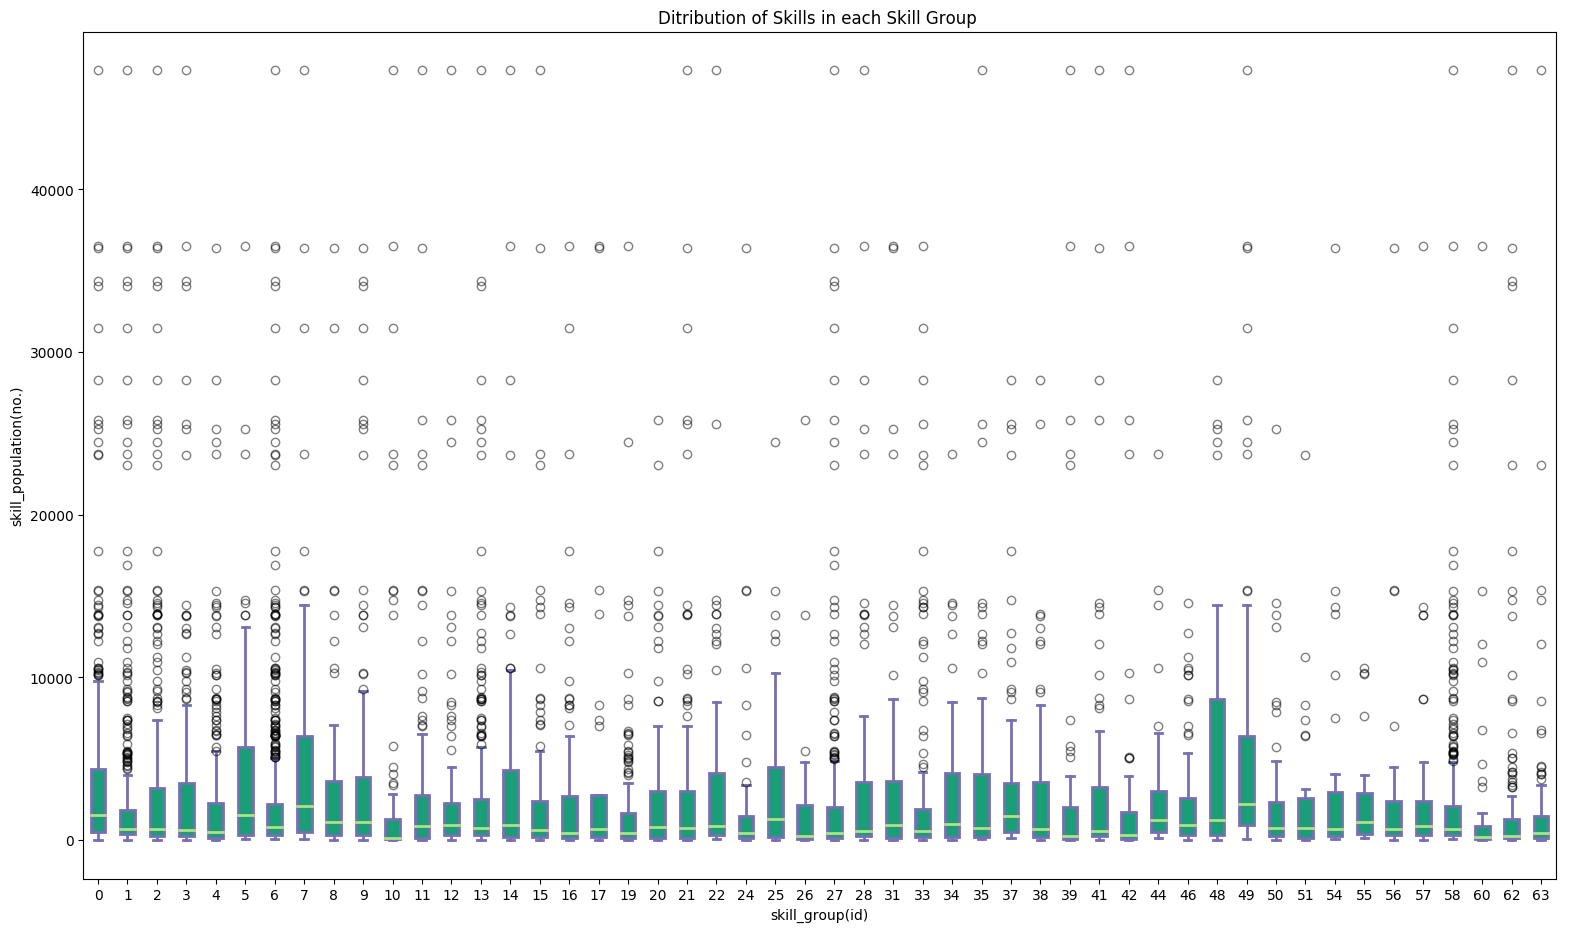 Ditribution of Skills in each Skill Group
skill_population(no.)
40000
30000
20000
10000
0
0 1 2 3 4 5 6 7 8 9 10 11 12 13 14 15 16 17 19 20 21 22 24 25 26 27 28 31 33 34 35 37 38 39 41 42 44 46 48 49 50 51 54 55 56 57 58 60 62 63
skill_group(id)